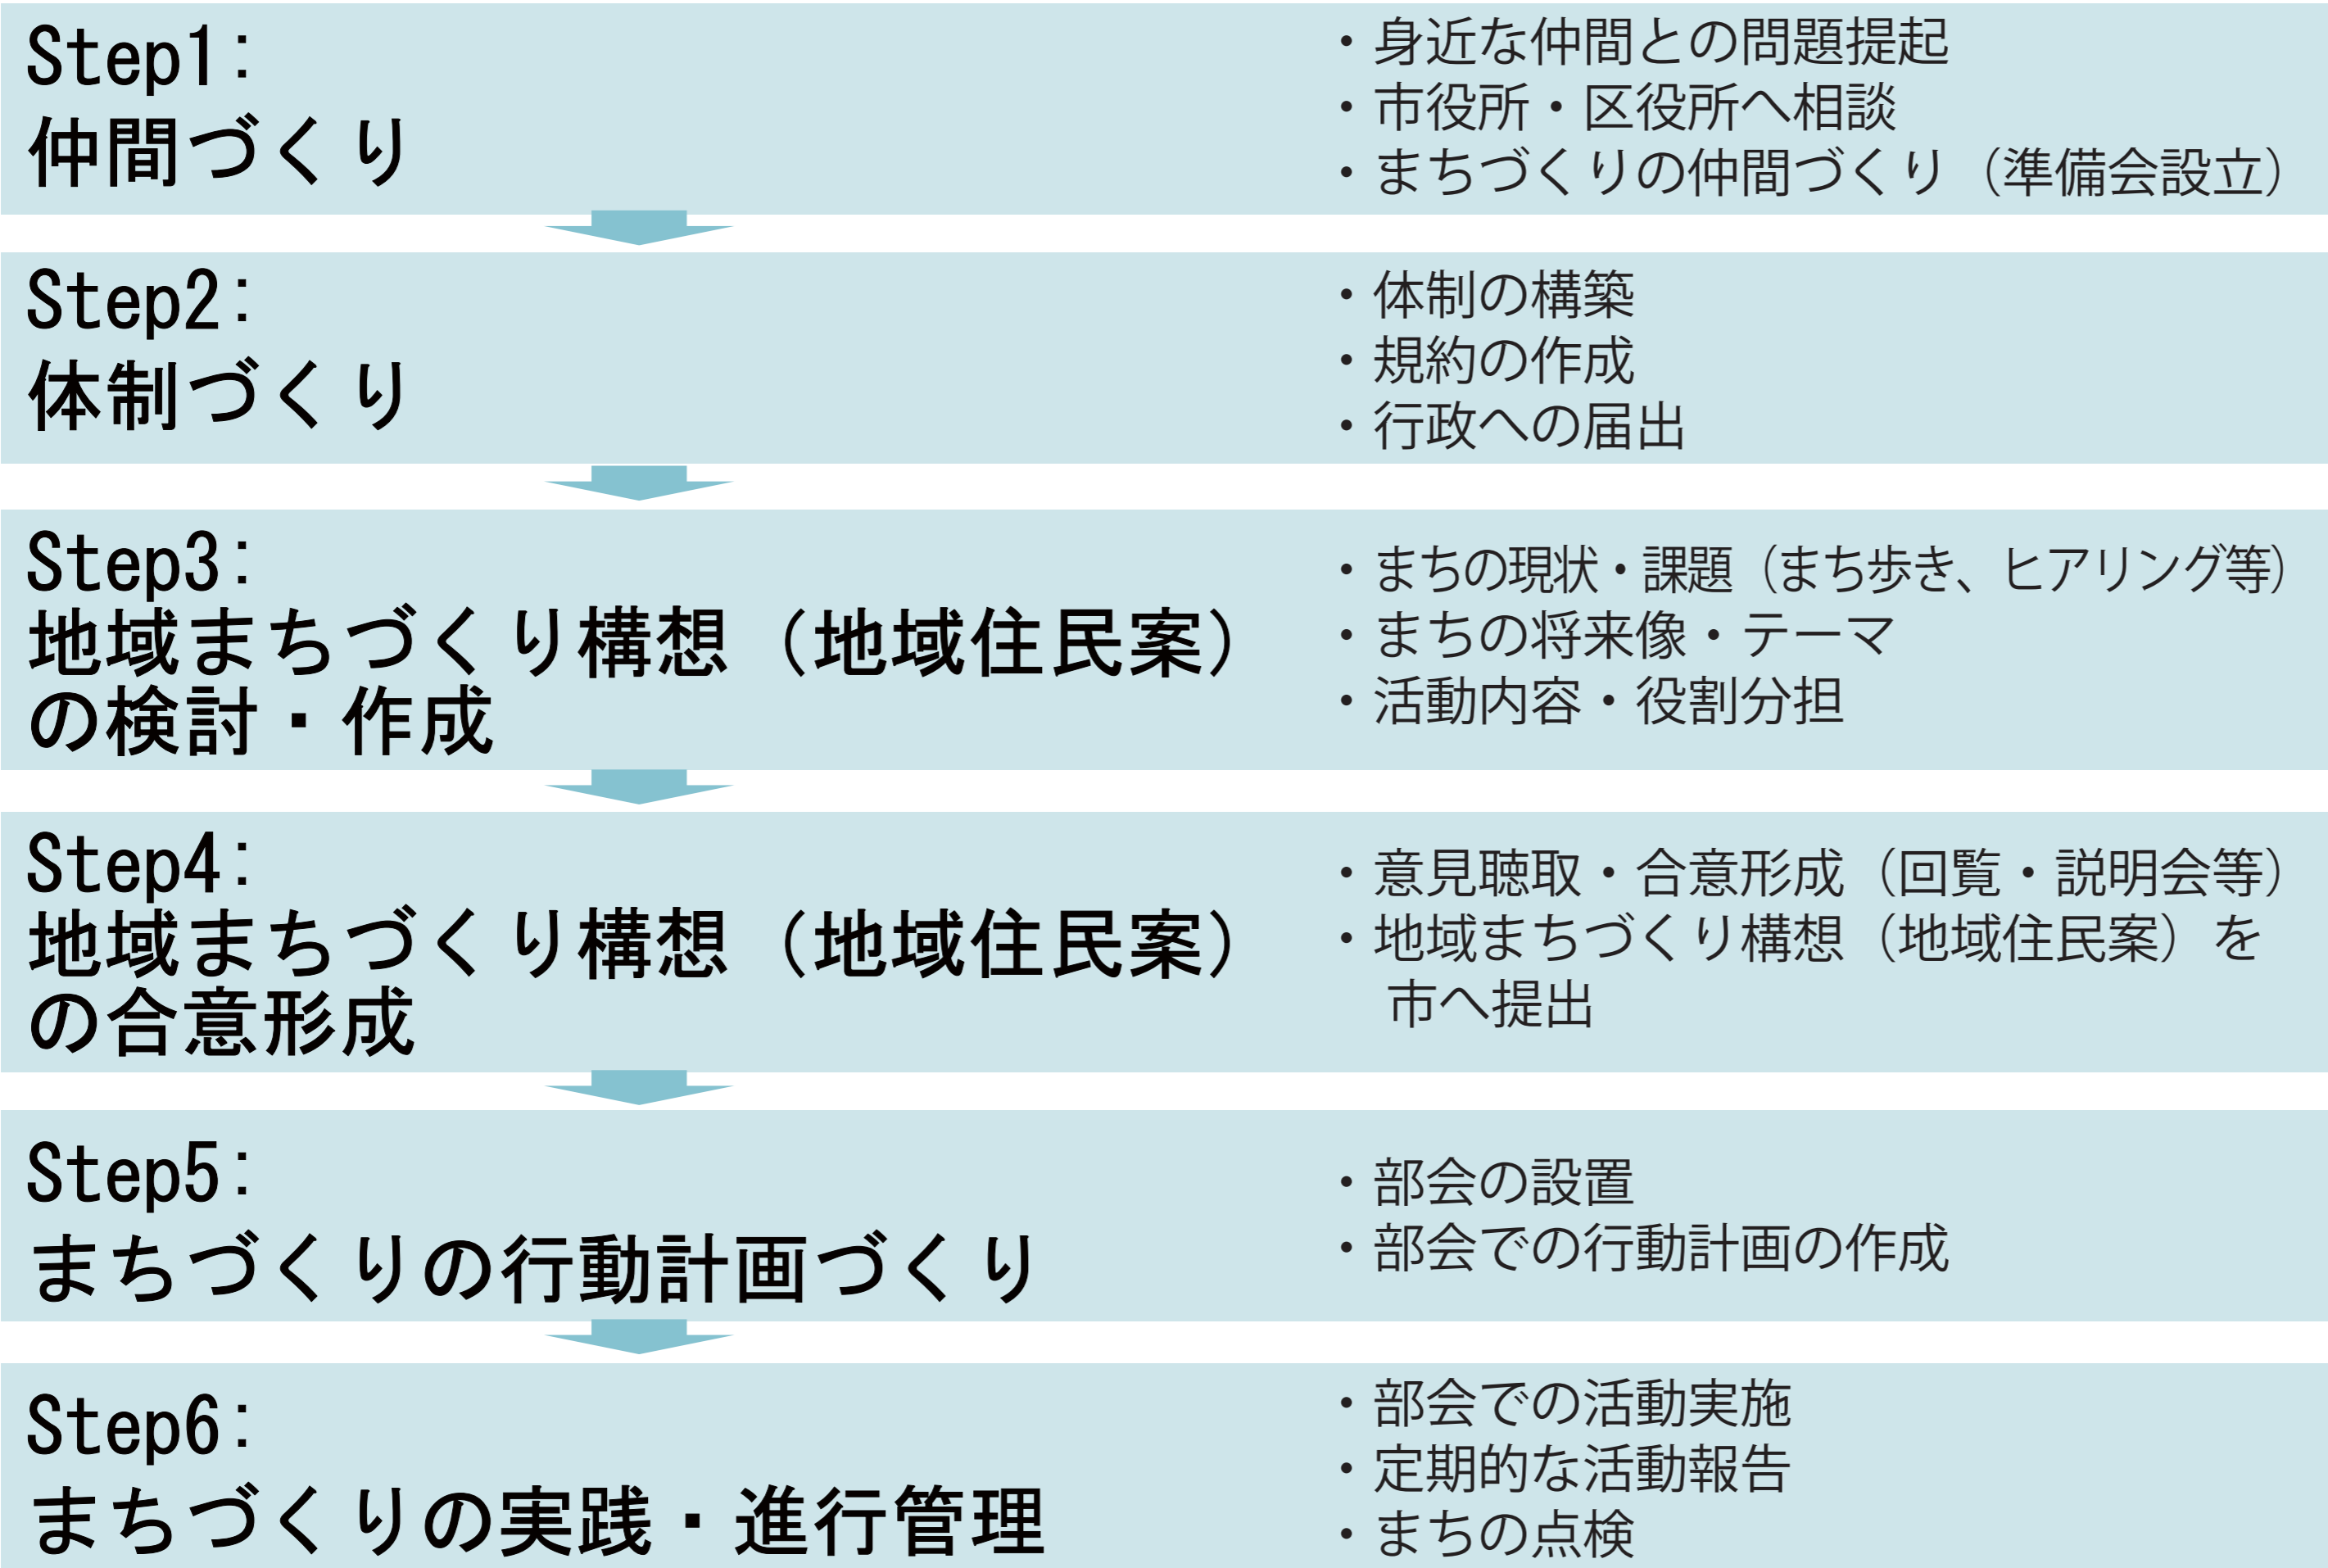 Step1:
仲間づくり
・身近な仲間との問題提起
・市役所・区役所へ相談
・まちづくりの仲間づくり（準備会設立）
Step2:
体制づくり
・体制の構築
・規約の作成
・行政への届出
Step3:
地域まちづくり構想（地域住民案）
の検討・作成
・まちの現状・課題（まち歩き、ヒアリング等）
・まちの将来像・テーマ
・活動内容・役割分担
Step4:
地域まちづくり構想（地域住民案）
の合意形成
・意見聴取・合意形成（回覧・説明会等）
・地域まちづくり構想（地域住民案）を
市へ提出
Step5:
まちづくりの行動計画づくり
・部会の設置
・部会での行動計画の作成
Step6:
まちづくりの実践・進行管理
・部会での活動実施
・定期的な活動報告
・まちの点検